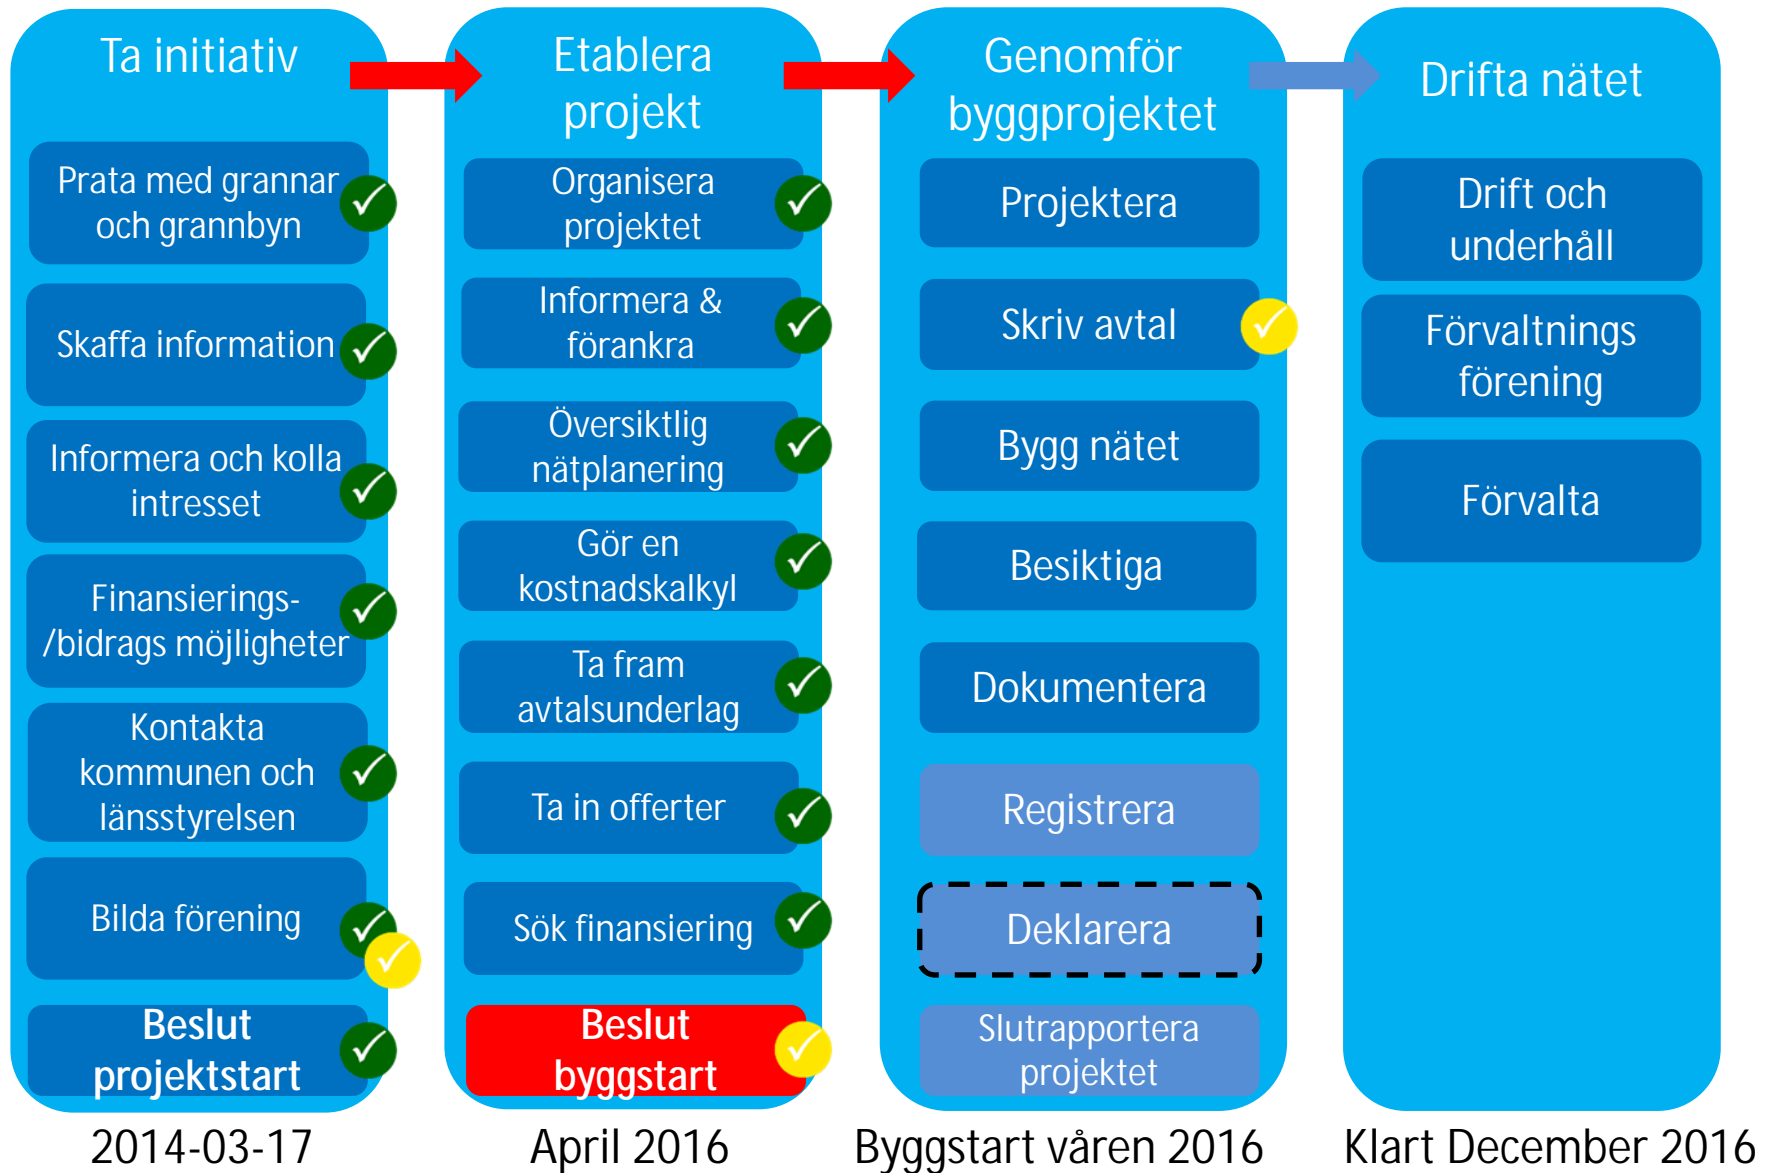 Ta initiativ
Prata med grannar
och grannbyn
Skaffa information
Informera och kolla
intresset
Finansierings-
/bidrags möjligheter
Kontakta
kommunen och
länsstyrelsen
Bilda förening
Beslut
projektstart
2014-03-17
Etablera
projekt
Organisera
projektet
Informera &
förankra
Översiktlig
nätplanering
Gör en
kostnadskalkyl
Ta fram
avtalsunderlag
Ta in offerter
Sök finansiering
Beslut
byggstart
April 2016
Genomför
byggprojektet
Projektera
Skriv avtal
Bygg nätet
Besiktiga
Dokumentera
Registrera
Deklarera
Slutrapportera
projektet
Byggstart våren 2016
Drifta nätet
Drift och
underhåll
Förvaltnings
förening
Förvalta
Klart December 2016